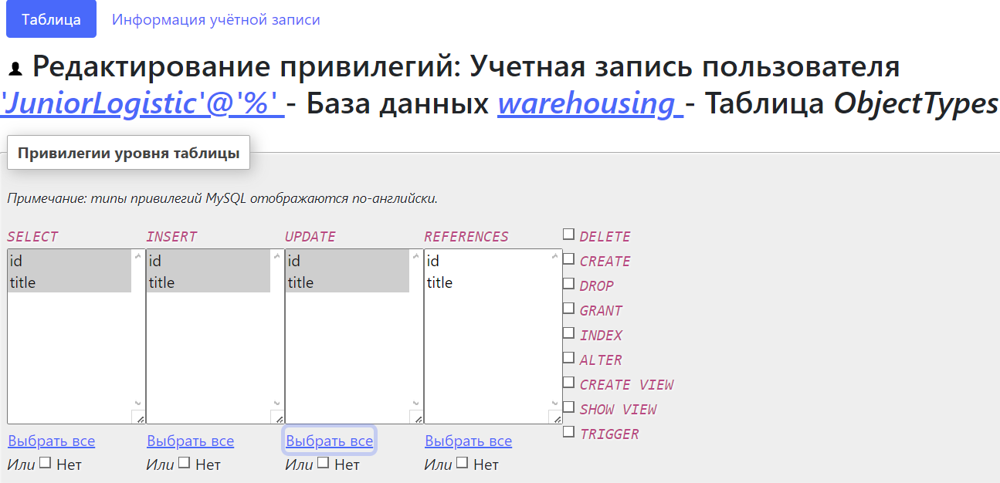 Таблица Информация учётной записи
Редактирование привилегий: Учетная запись пользователя
'JuniorLogistic'@'%' - База данных warehousing - Таблица ObjectTypes
Привилегии уровня таблицы
Примечание: типы привилегий MySQL отображаются по-английски.
SELECT INSERT UPDATE REFERENCES DELETE
id id id id CREATE
title title title title DROP
GRANT
INDEX
ALTER
CREATE VIEW
SHOW VIEW
TRIGGER
Выбрать все Выбрать все Выбрать все Выбрать все
Или Нет Или Нет Или Нет Или Нет